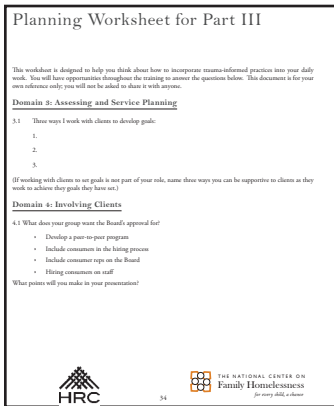 Planning Worksheet for Part III
This worksheet is designed to help you think about how to incorporate trauma-informed practices into your daily
work. You will have opportunities throughout the training to answer the questions below. This document is for your
own reference only; you will not be asked to share it with anyone.
Domain 3: Assessing and Service Planning
3.1 Three ways I work with clients to develop goals:
1.
2.
3.
(If working with clients to set goals is not part of your role, name three ways you can be supportive to clients as they
work to achieve they goals they have set.)
Domain 4: Involving Clients
4.1 What does your group want the Board's approval for?
• Develop a peer-to-peer program
• Include consumers in the hiring process
• Include consumer reps on the Board
• Hiring consumers on staff
What points will you make in your presentation?
HRC
34
THE NATIONAL CENTER ON
Family Homelessness
for every child, a chance